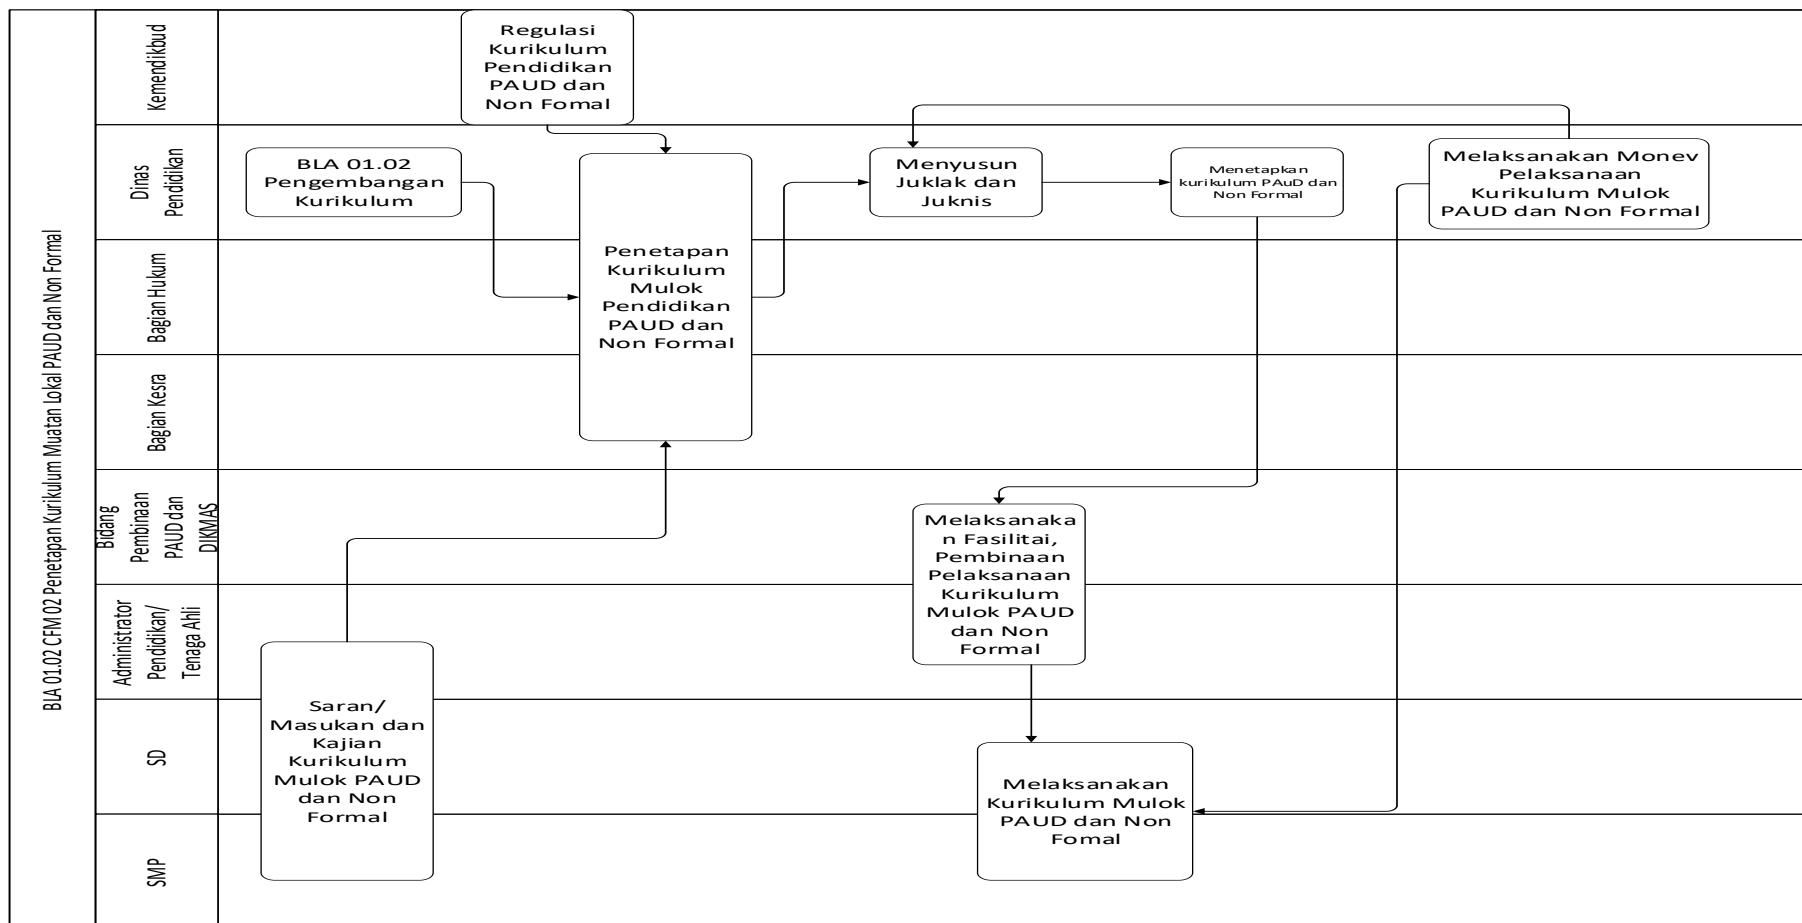 BLA 01.02 CFM 02 Penetapan Kurikulum Muatan Lokal PAUD dan Non Formal
Kemendikbud
Regulasi
Kurikulum
Pendidikan
PAUD dan
Non Fomal
Dinas
Pendidikan
BLA 01.02
Pengembangan
Kurikulum
Menyusun
Juklak dan
Juknis
Menetapkan
kurikulum PAuD dan
Non Formal
Melaksanakan Monev
Pelaksanaan
Kurikulum Mulok
PAUD dan Non Formal
Bagian Hukum
Penetapan
Kurikulum
Mulok
Pendidikan
PAUD dan
Non Formal
Bagian Kesra
Bidang
Pembinaan
PAUD dan
DIKMAS
Melaksanaka
n Fasilitai,
Pembinaan
Pelaksanaan
Kurikulum
Mulok PAUD
dan Non
Formal
Administrator
Pendidikan/
Tenaga Ahli
Saran/
Masukan dan
Kajian
Kurikulum
Mulok PAUD
dan Non
Formal
SD
Melaksanakan
Kurikulum Mulok
PAUD dan Non
Fomal
SMP